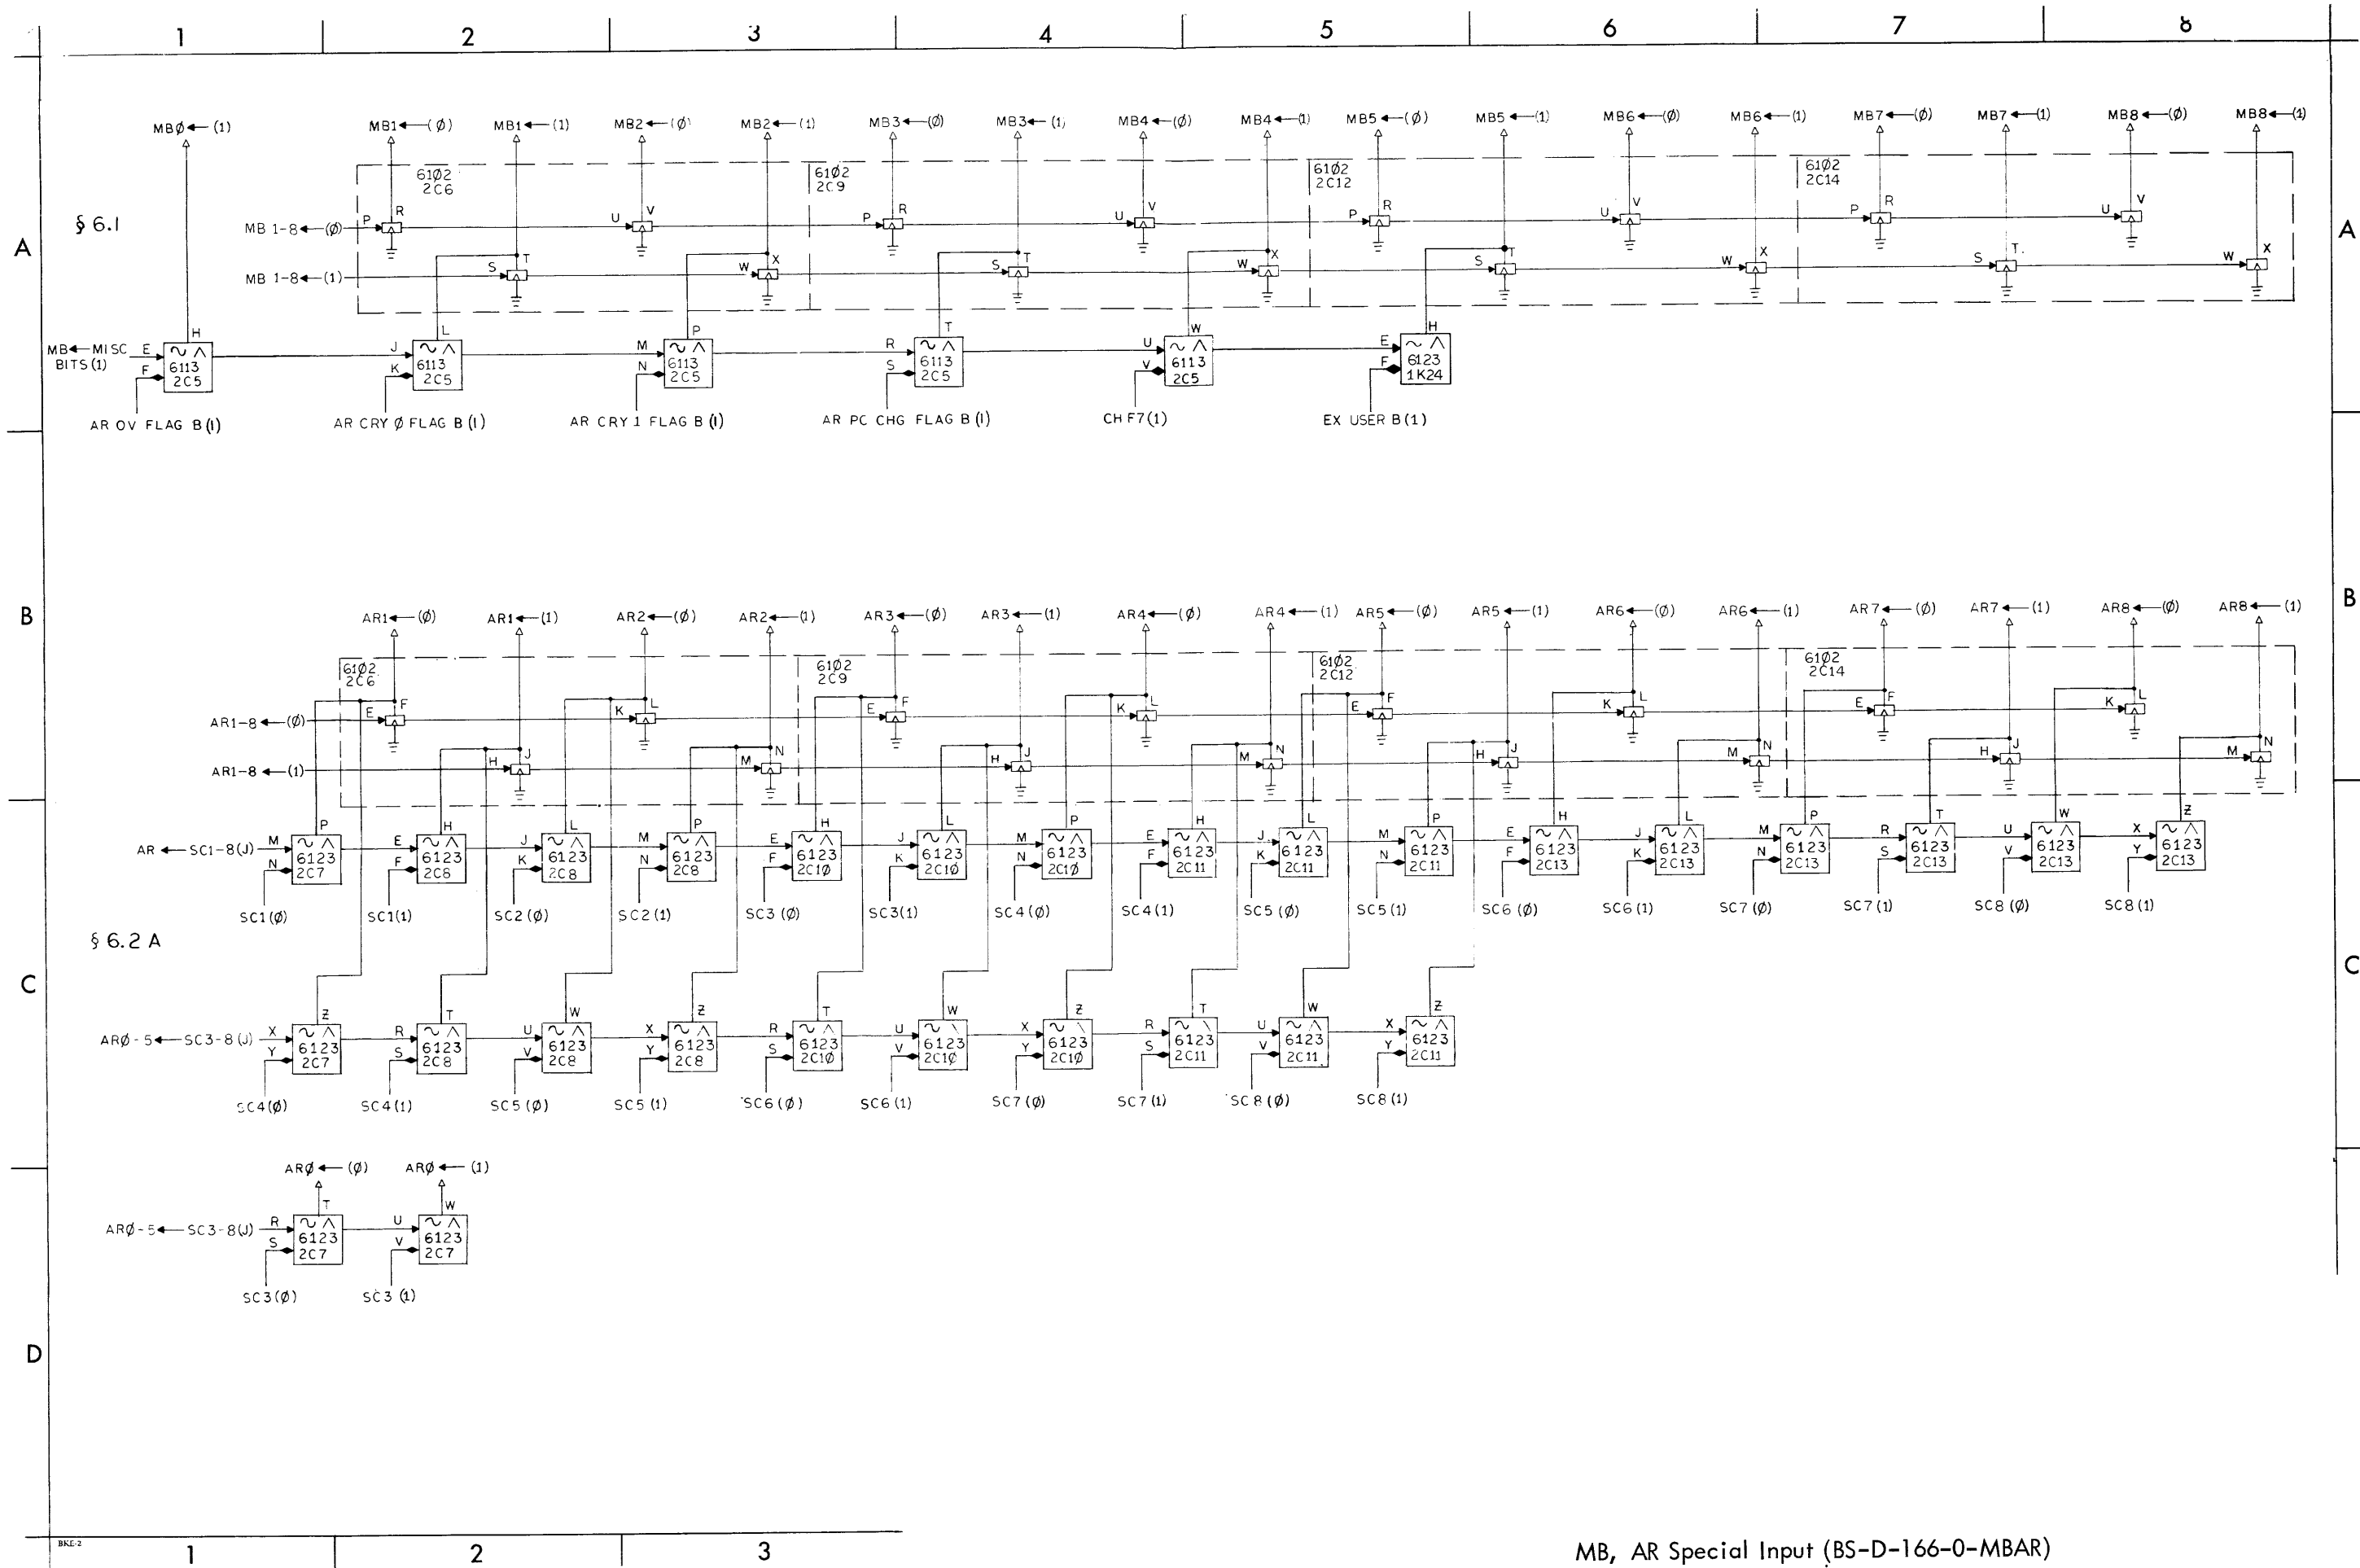 1 2 3 4 5 6 7 8
MBØ (1) MB1 (Ø) MB1 (1) MB2 (Ø) MB2 (1) MB3 (Ø) MB3 (1) MB4 (Ø) MB4 (1) MB5 (Ø) MB5 (1) MB6 (Ø) MB6 (1) MB7 (Ø) MB7 (1) MB8 (Ø) MB8 (1)
61Ø2 61Ø2 61Ø2 61Ø2
2C6 2C9 2C12 2C14
§ 6.1
MB 1-8 (Ø) P R U V P R U V P R U V P R U V
A A
MB 1-8 (1) S T W X S T W X S T W X S T W X
H L P T W H
MB MISC E J M R U E
BITS (1) F K N S V F
6113 6113 6113 6113 6113 6123
2C5 2C5 2C5 2C5 2C5 1K24
AR OV FLAG B (1) AR CRY Ø FLAG B (1) AR CRY 1 FLAG B (1) AR PC CHG FLAG B (1) CH F7 (1) EX USER B (1)
B B
AR1 (Ø) AR1 (1) AR2 (Ø) AR2 (1) AR3 (Ø) AR3 (1) AR4 (Ø) AR4 (1) AR5 (Ø) AR5 (1) AR6 (Ø) AR6 (1) AR7 (Ø) AR7 (1) AR8 (Ø) AR8 (1)
61Ø2 61Ø2 61Ø2 61Ø2
2C6 2C9 2C12 2C14
AR1-8 (Ø) E F K L E F K L E F K L E F K L
AR1-8 (1) H J M N H J M N H J M N H J M N
P H L P H L P H L P H L P T W Z
AR SC1-8(J) M E J M E J M E J M E J M R U X
N F K N F K N F K N F K N S V Y
6123 6123 6123 6123 6123 6123 6123 6123 6123 6123 6123 6123 6123 6123 6123 6123
2C7 2C8 2C8 2C8 2C1Ø 2C1Ø 2C1Ø 2C11 2C11 2C11 2C13 2C13 2C13 2C13 2C13 2C13
SC1 (Ø) SC1(1) SC2 (Ø) SC2 (1) SC3 (Ø) SC3(1) SC4 (Ø) SC4 (1) SC5 (Ø) SC5 (1) SC6 (Ø) SC6 (1) SC7 (Ø) SC7 (1) SC8 (Ø) SC8 (1)
§ 6.2 A
C C
Z T W Z T W Z T W Z
ARØ-5 SC3-8(J) X R U X R U X R U X
Y S V Y S V Y S V Y
6123 6123 6123 6123 6123 6123 6123 6123 6123 6123
2C7 2C8 2C8 2C8 2C1Ø 2C1Ø 2C1Ø 2C11 2C11 2C11
SC4 (Ø) SC4 (1) SC5 (Ø) SC5 (1) SC6 (Ø) SC6 (1) SC7 (Ø) SC7 (1) SC8 (Ø) SC8 (1)
ARØ (Ø) ARØ (1)
T W
ARØ-5 SC3-8(J) R U
S V
6123 6123
2C7 2C7
SC3 (Ø) SC3 (1)
D
BKE-2
1 2 3
MB, AR Special Input (BS-D-166-0-MBAR)